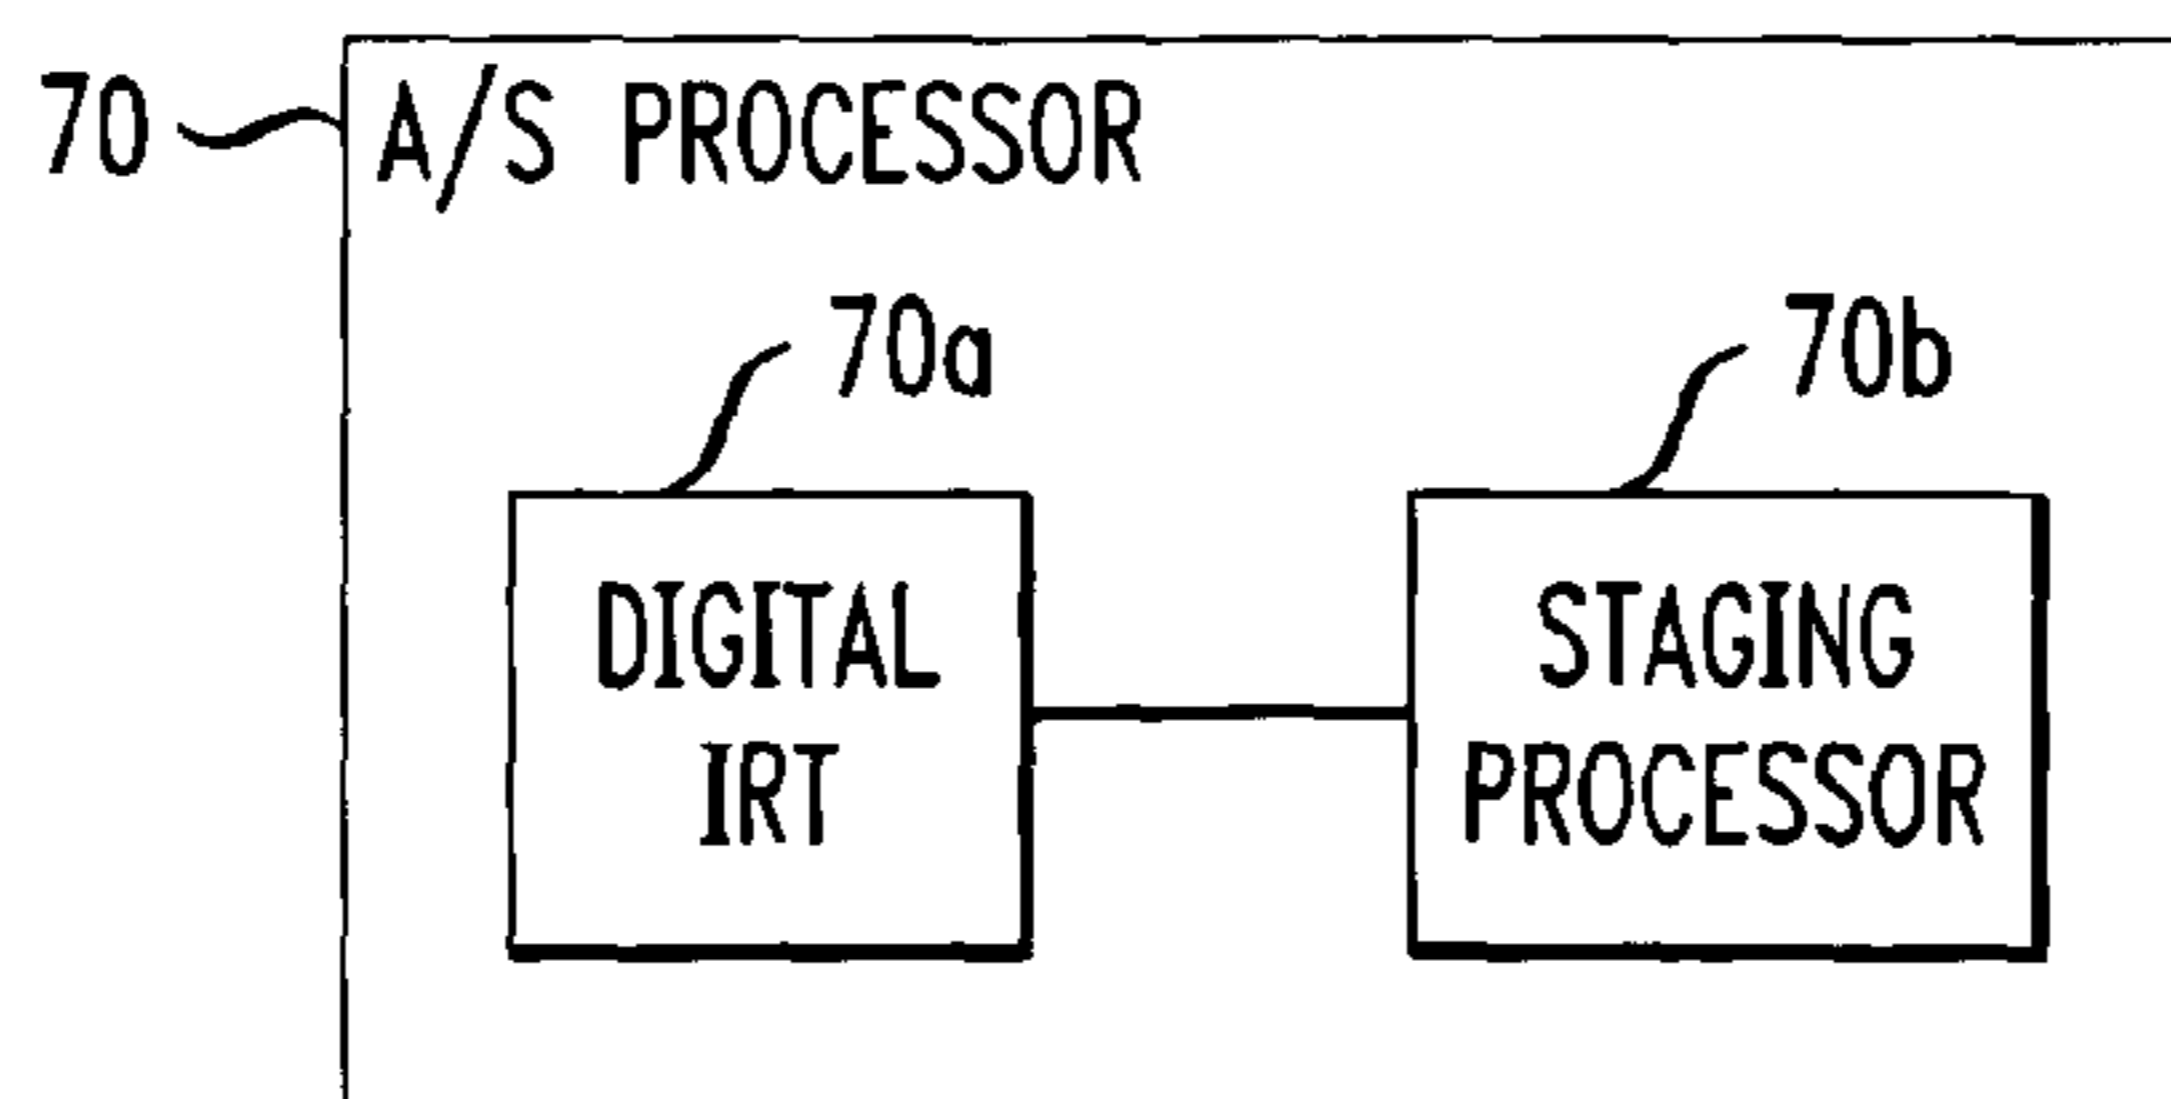 70 A/S PROCESSOR
70a 70b
DIGITAL
IRT
STAGING
PROCESSOR